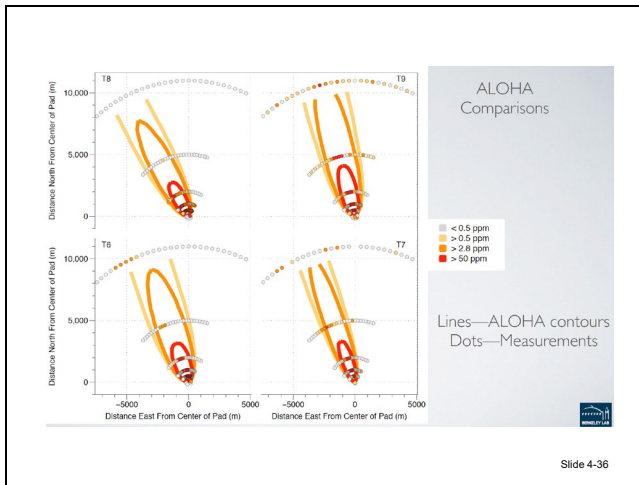 T8
T9
10,000
5,000
0
Distance North From Center of Pad (m)
T6
T7
10,000
5,000
0
Distance North From Center of Pad (m)
−5000
0
5000
−5000
0
5000
Distance East From Center of Pad (m)
Distance East From Center of Pad (m)
ALOHA
Comparisons
< 0.5 ppm
> 0.5 ppm
> 2.8 ppm
> 50 ppm
Lines—ALOHA contours
Dots—Measurements
BERKELEY LAB
Slide 4-36